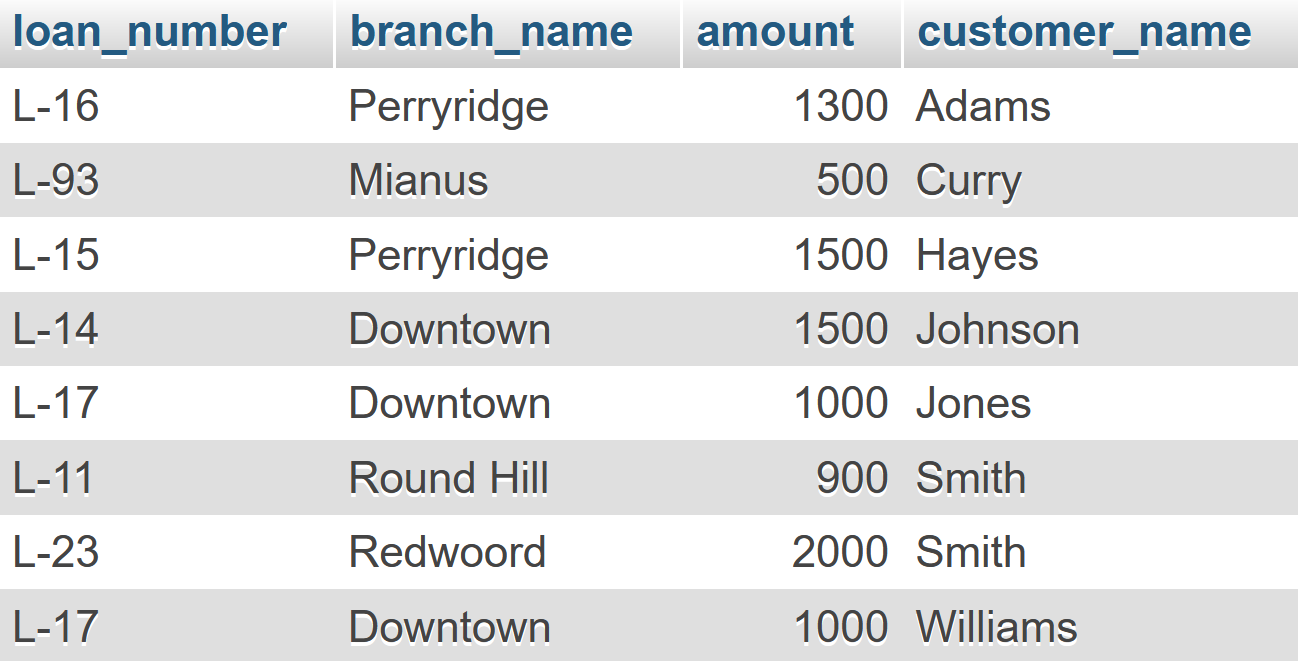 loan_number branch_name amount customer_name
L-16 Perryridge 1300 Adams
L-93 Mianus 500 Curry
L-15 Perryridge 1500 Hayes
L-14 Downtown 1500 Johnson
L-17 Downtown 1000 Jones
L-11 Round Hill 900 Smith
L-23 Redwoord 2000 Smith
L-17 Downtown 1000 Williams